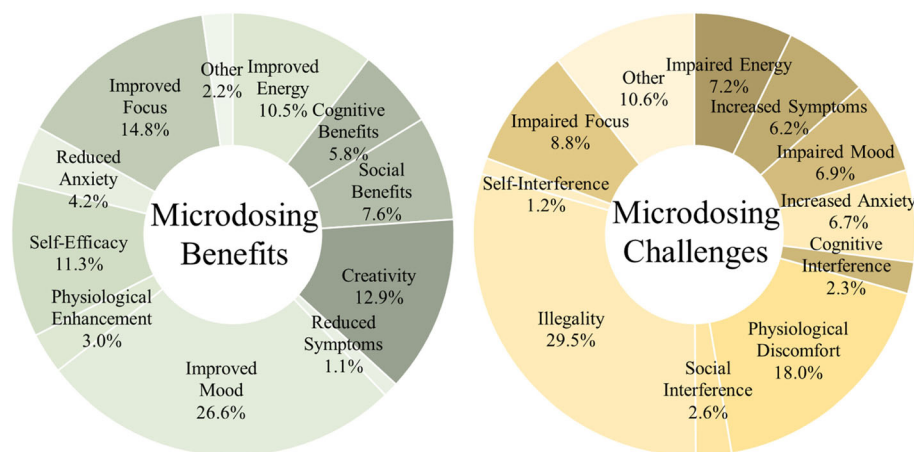 Microdosing
Benefits
Improved
Energy
10.5%
Cognitive
Benefits
5.8%
Social
Benefits
7.6%
Creativity
12.9%
Reduced
Symptoms
1.1%
Improved
Mood
26.6%
Physiological
Enhancement
3.0%
Self-Efficacy
11.3%
Reduced
Anxiety
4.2%
Improved
Focus
14.8%
Other
2.2%
Microdosing
Challenges
Impaired Energy
7.2%
Increased Symptoms
6.2%
Impaired Mood
6.9%
Increased Anxiety
6.7%
Cognitive
Interference
2.3%
Physiological
Discomfort
18.0%
Social
Interference
2.6%
Illegality
29.5%
Self-Interference
1.2%
Impaired Focus
8.8%
Other
10.6%